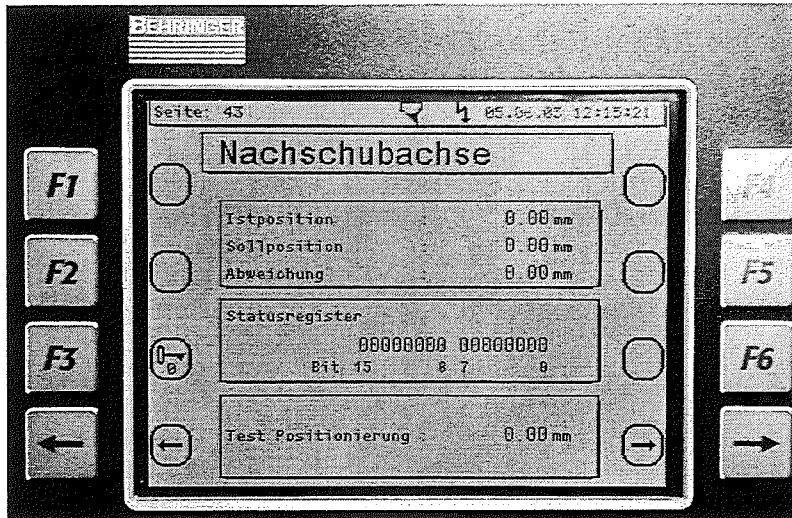 BEHRINGER
Seite: 43 05.06.03 12:15:21
Nachschubachse
F1
F4
Istposition : 0.00 mm
Sollposition : 0.00 mm
Abweichung : 0.00 mm
F2
F5
Statusregister
00000000 00000000
Bit 15 8 7 0
F3
0
F6
Test Positionierung : 0.00 mm